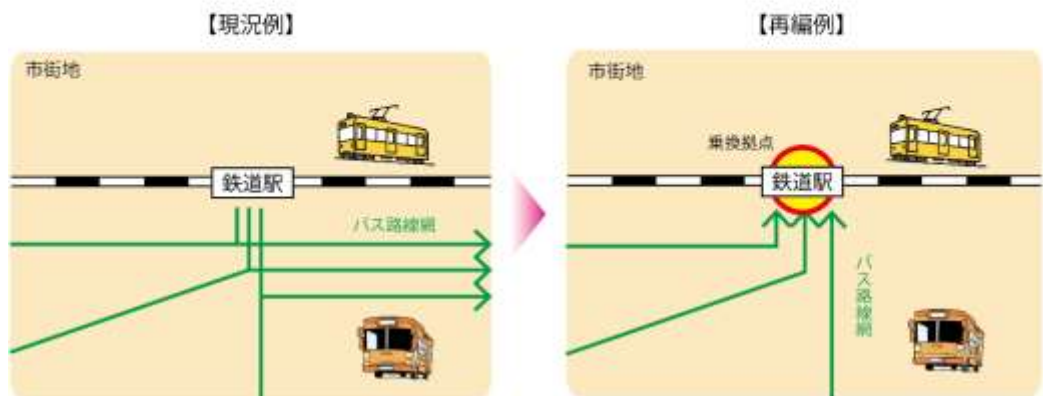 【現況例】
市街地
鉄道駅
バス路線網
【再編例】
市街地
乗換拠点
鉄道駅
バス路線網